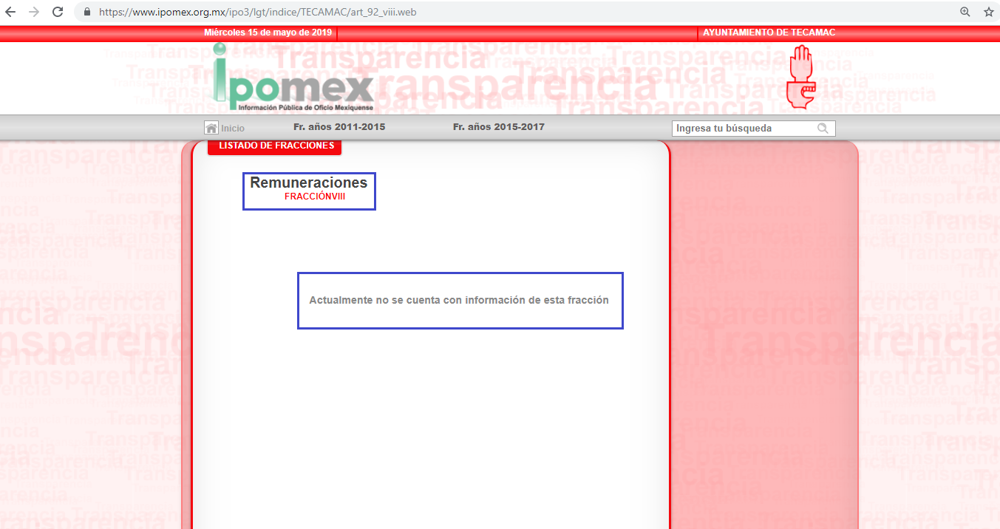 https://www.ipomex.org.mx/ipo3/lgt/indice/TECAMAC/art_92_viii.web
Miércoles 15 de mayo de 2019
AYUNTAMIENTO DE TECAMAC
ipomex
Información Pública de Oficio Mexiquense
Transparencia
Inicio
Fr. años 2011-2015
Fr. años 2015-2017
Ingresa tu búsqueda
LISTADO DE FRACCIONES
Remuneraciones
FRACCIÓNVIII
Actualmente no se cuenta con información de esta fracción